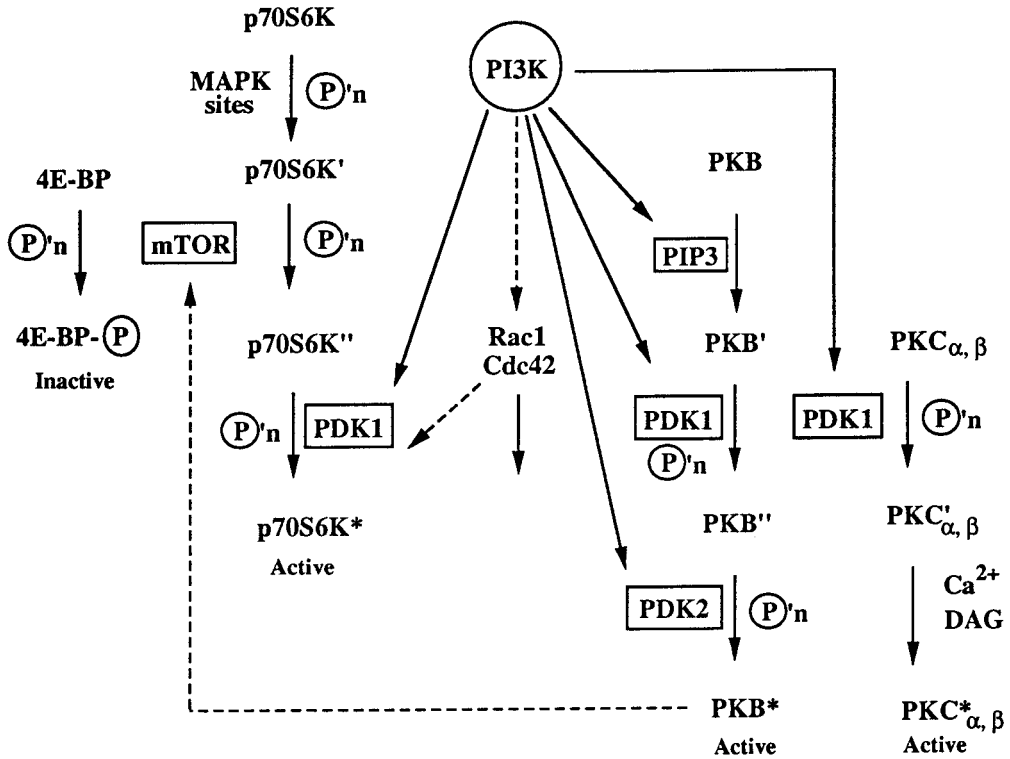 p70S6K
PI3K
MAPK
sites
P'n
p70S6K'
PKB
4E-BP
P'n
mTOR
P'n
PIP3
4E-BP-P
Inactive
p70S6K''
Rac1
Cdc42
PKB'
PKCα, β
P'n
PDK1
PDK1
P'n
PDK1
P'n
p70S6K*
Active
PKB''
PKC'α, β
Ca2+
DAG
PDK2
P'n
PKB*
Active
PKC*α, β
Active